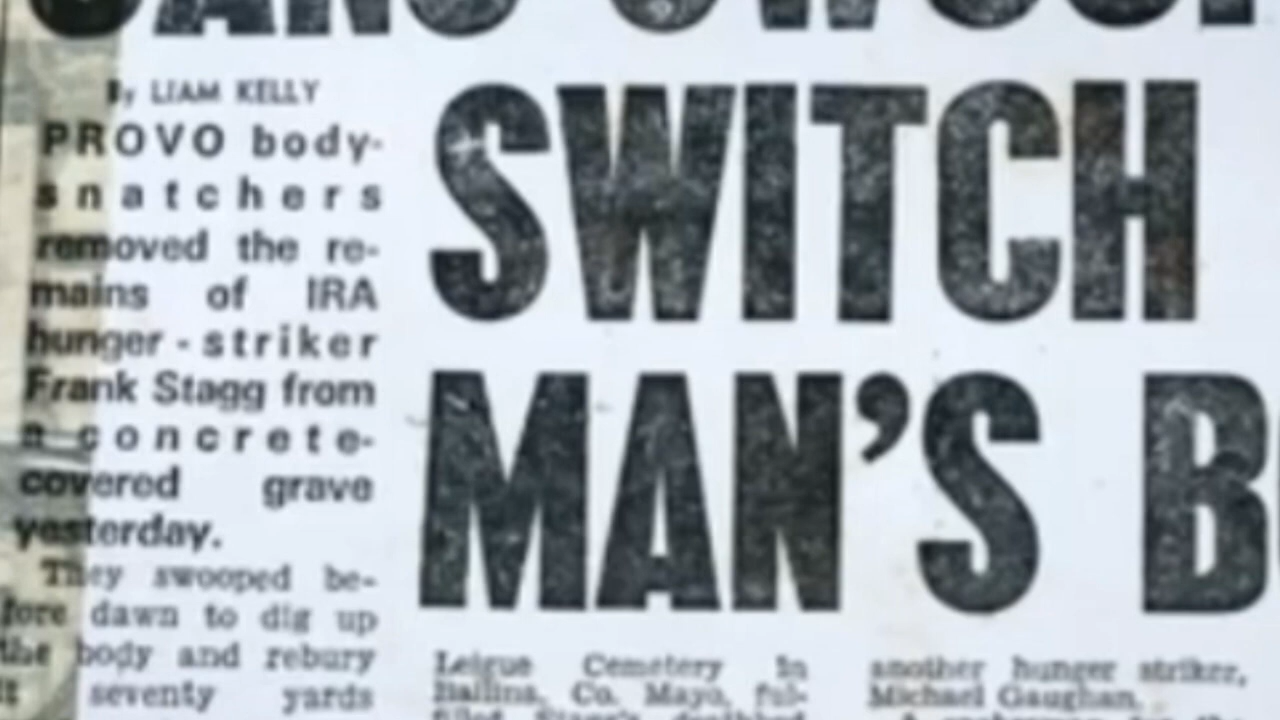 By LIAM KELLY
PROVO body-
snatchers
removed the re-
mains of IRA
hunger-striker
Frank Stagg from
a concrete-
covered grave
yesterday.
They swooped be-
fore dawn to dig up
the body and rebury
it seventy yards
SWITCH
MAN'S B
Leigue Cemetery in
Ballina, Co. Mayo, ful-
another hunger striker,
Michael Gaughan.